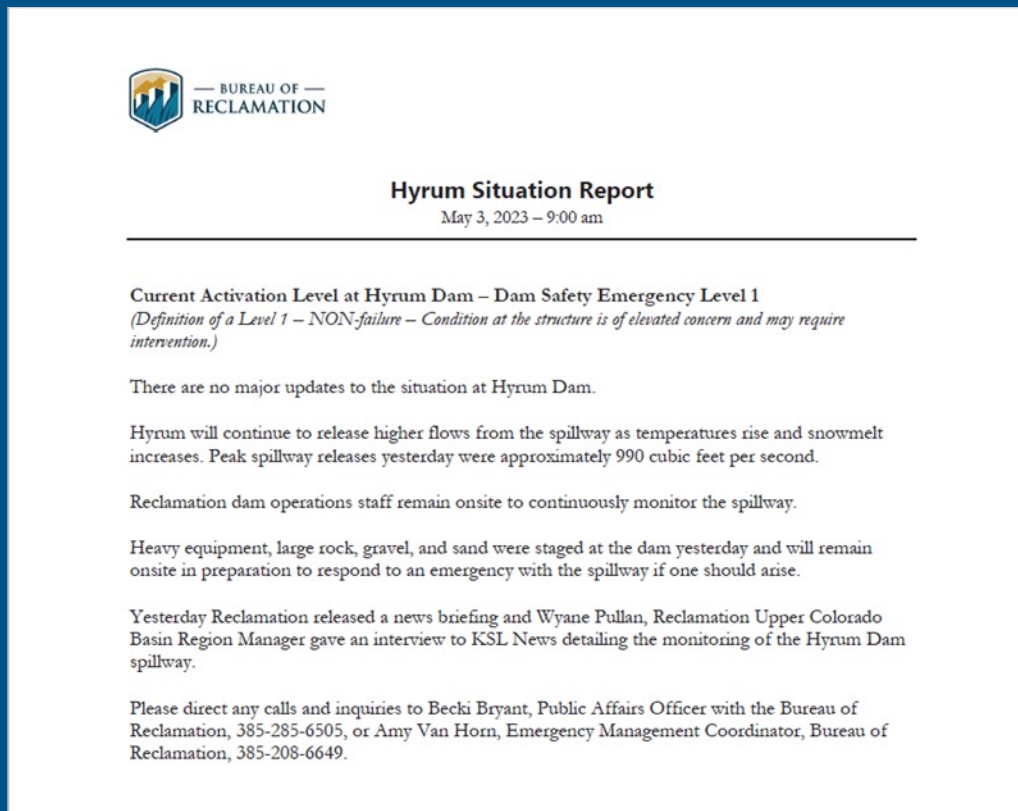 — BUREAU OF —
RECLAMATION
Hyrum Situation Report
May 3, 2023 – 9:00 am
Current Activation Level at Hyrum Dam – Dam Safety Emergency Level 1
(Definition of a Level 1 – NON-failure – Condition at the structure is of elevated concern and may require
intervention.)
There are no major updates to the situation at Hyrum Dam.
Hyrum will continue to release higher flows from the spillway as temperatures rise and snowmelt
increases. Peak spillway releases yesterday were approximately 990 cubic feet per second.
Reclamation dam operations staff remain onsite to continuously monitor the spillway.
Heavy equipment, large rock, gravel, and sand were staged at the dam yesterday and will remain
onsite in preparation to respond to an emergency with the spillway if one should arise.
Yesterday Reclamation released a news briefing and Wyane Pullan, Reclamation Upper Colorado
Basin Region Manager gave an interview to KSL News detailing the monitoring of the Hyrum Dam
spillway.
Please direct any calls and inquiries to Becki Bryant, Public Affairs Officer with the Bureau of
Reclamation, 385-285-6505, or Amy Van Horn, Emergency Management Coordinator, Bureau of
Reclamation, 385-208-6649.